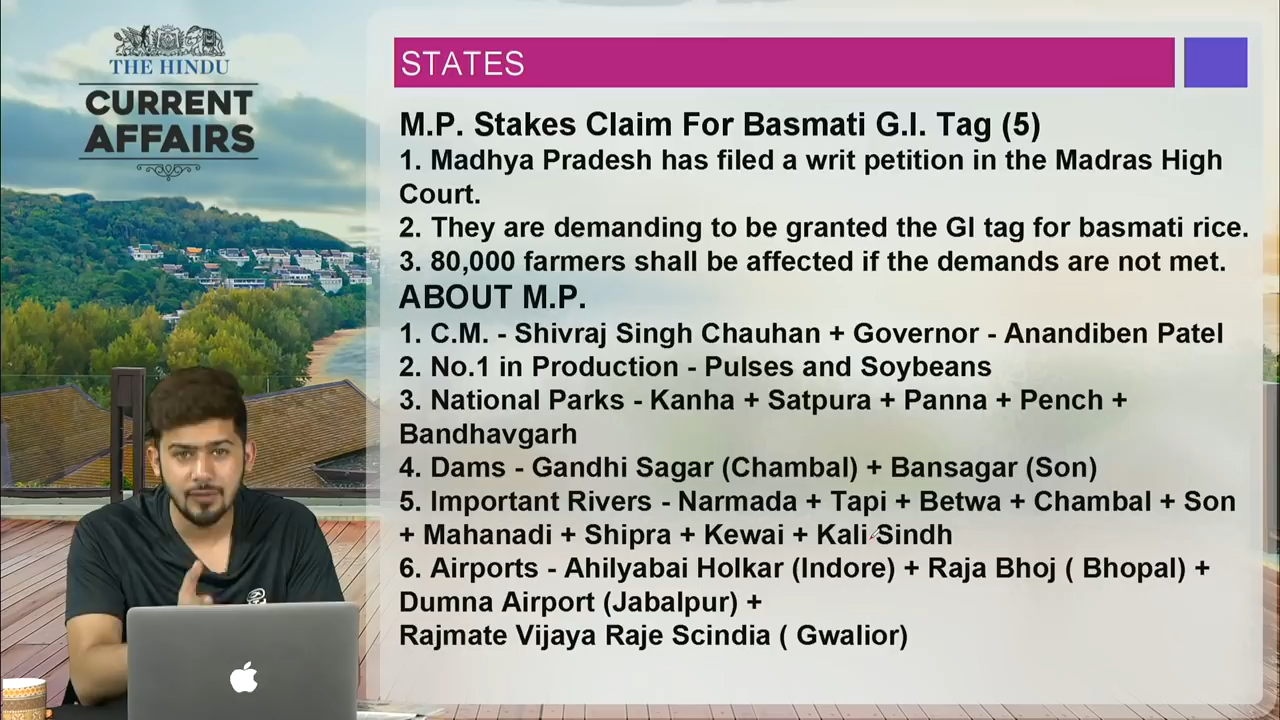 THE HINDU
CURRENT
AFFAIRS
STATES
M.P. Stakes Claim For Basmati G.I. Tag (5)
1. Madhya Pradesh has filed a writ petition in the Madras High
Court.
2. They are demanding to be granted the GI tag for basmati rice.
3. 80,000 farmers shall be affected if the demands are not met.
ABOUT M.P.
1. C.M. - Shivraj Singh Chauhan + Governor - Anandiben Patel
2. No.1 in Production - Pulses and Soybeans
3. National Parks - Kanha + Satpura + Panna + Pench +
Bandhavgarh
4. Dams - Gandhi Sagar (Chambal) + Bansagar (Son)
5. Important Rivers - Narmada + Tapi + Betwa + Chambal + Son
+ Mahanadi + Shipra + Kewai + Kali Sindh
6. Airports - Ahilyabai Holkar (Indore) + Raja Bhoj ( Bhopal) +
Dumna Airport (Jabalpur) +
Rajmate Vijaya Raje Scindia ( Gwalior)